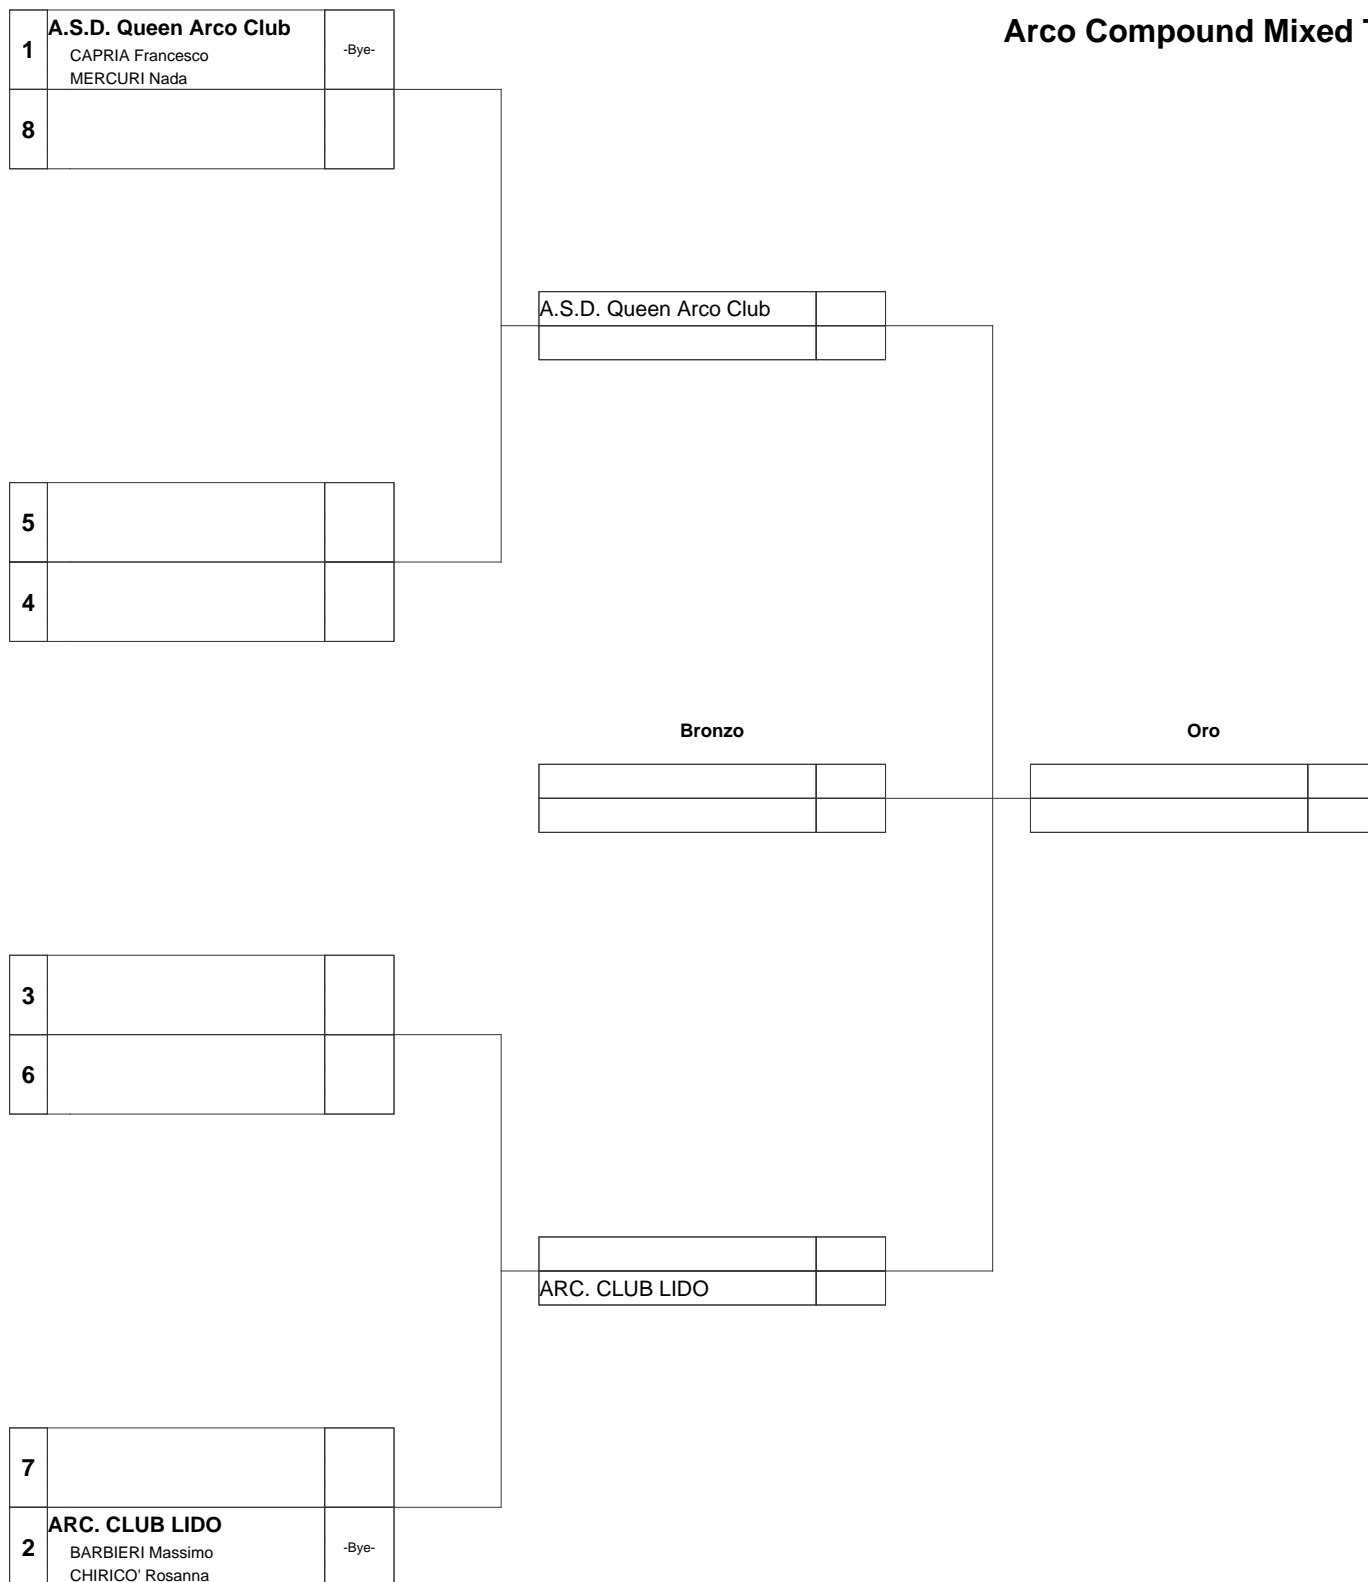 Arco Compound Mixed
1
A.S.D. Queen Arco Club
CAPRIA Francesco
MERCURI Nada
-Bye-
8
A.S.D. Queen Arco Club
5
4
Bronzo
Oro
3
6
ARC. CLUB LIDO
7
2
ARC. CLUB LIDO
BARBIERI Massimo
CHIRICO' Rosanna
-Bye-